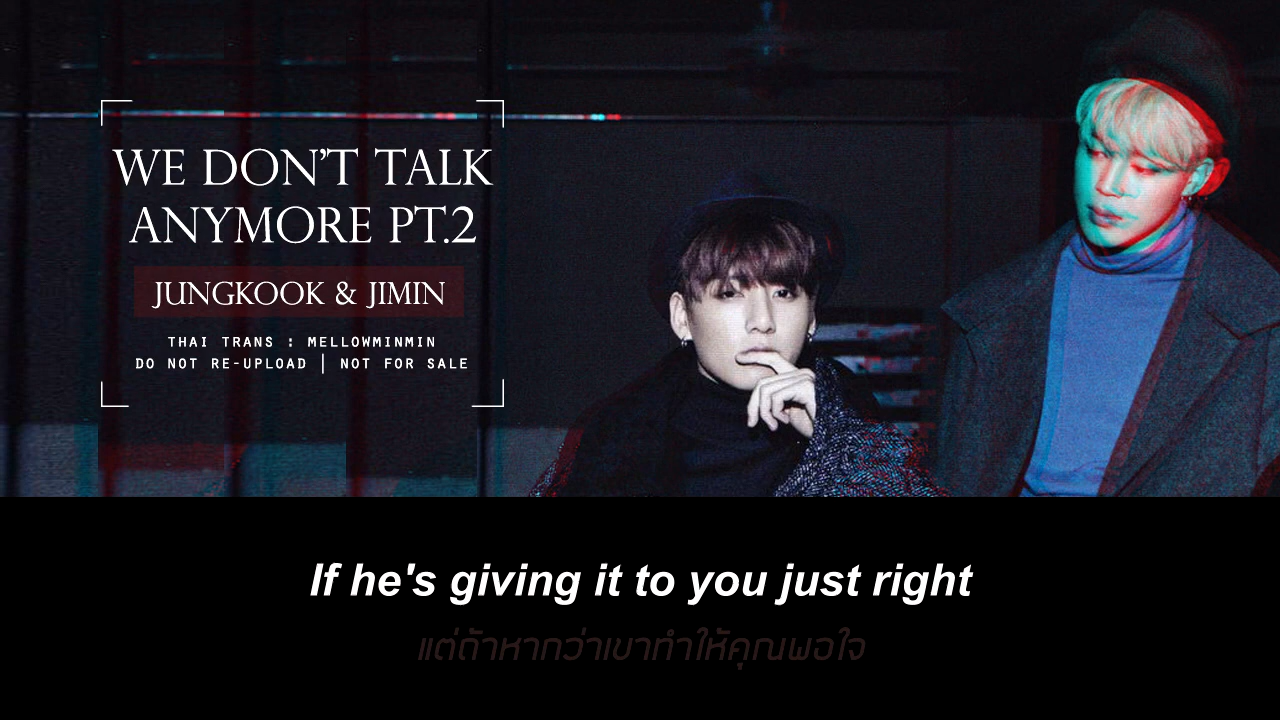 WE DON'T TALK
ANYMORE PT.2
JUNGKOOK & JIMIN
THAI TRANS : MELLOWMINMIN
DO NOT RE-UPLOAD | NOT FOR SALE
If he's giving it to you just right
แต่ถ้าหากว่าเขาทำให้คุณพอใจ